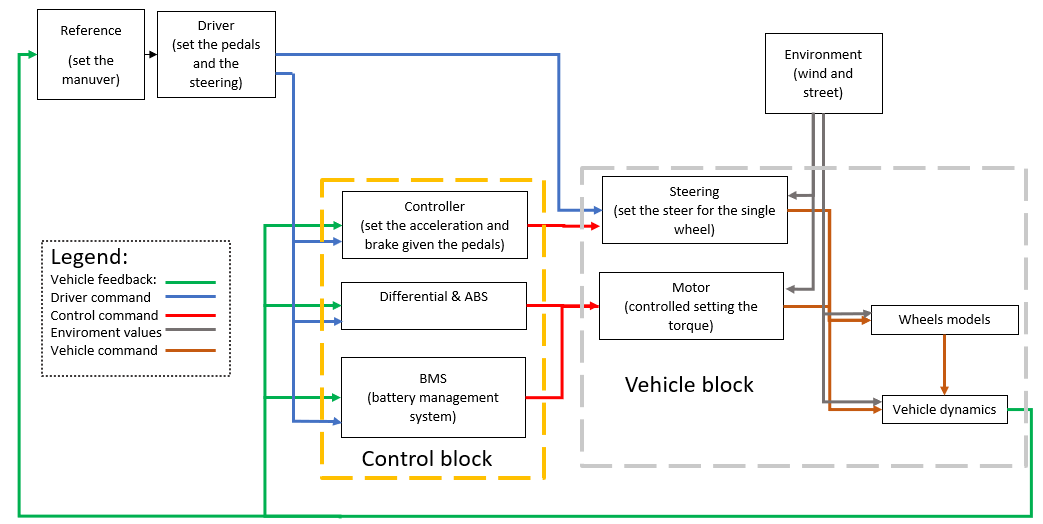 Reference
(set the
manuver)
Driver
(set the pedals
and the
steering)
Environment
(wind and
street)
Controller
(set the acceleration and
brake given the pedals)
Steering
(set the steer for the single
wheel)
Legend:
Vehicle feedback:
Driver command
Control command
Enviroment values
Vehicle command
Differential & ABS
Motor
(controlled setting the
torque)
Wheels models
BMS
(battery management
system)
Vehicle block
Vehicle dynamics
Control block